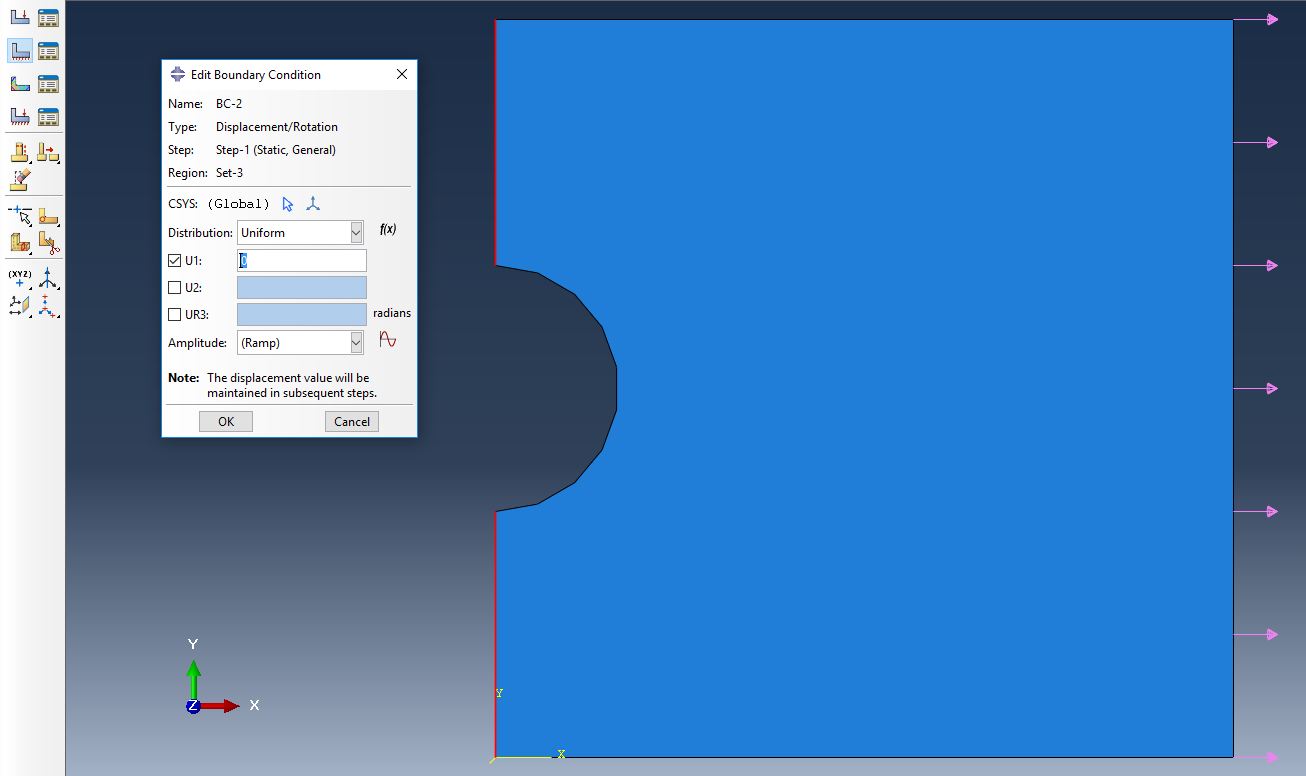 Edit Boundary Condition
Name: BC-2
Type: Displacement/Rotation
Step: Step-1 (Static, General)
Region: Set-3
CSYS: (Global)
Distribution: Uniform f(x)
U1: 0
U2:
UR3: radians
Amplitude: (Ramp)
Note: The displacement value will be
maintained in subsequent steps.
OK Cancel
(XYZ)
Y
Z X
Y
X